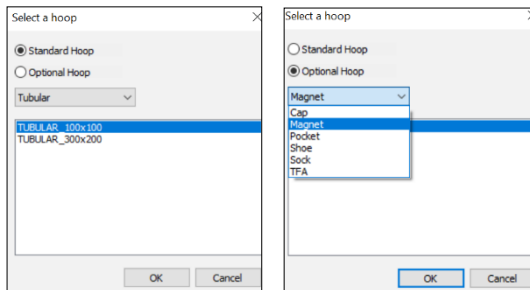 Select a hoop
Standard Hoop
Optional Hoop
Tubular
TUBULAR_100x100
TUBULAR_300x200
OK Cancel
Select a hoop
Standard Hoop
Optional Hoop
Magnet
Cap
Magnet
Pocket
Shoe
Sock
TFA
OK Cancel